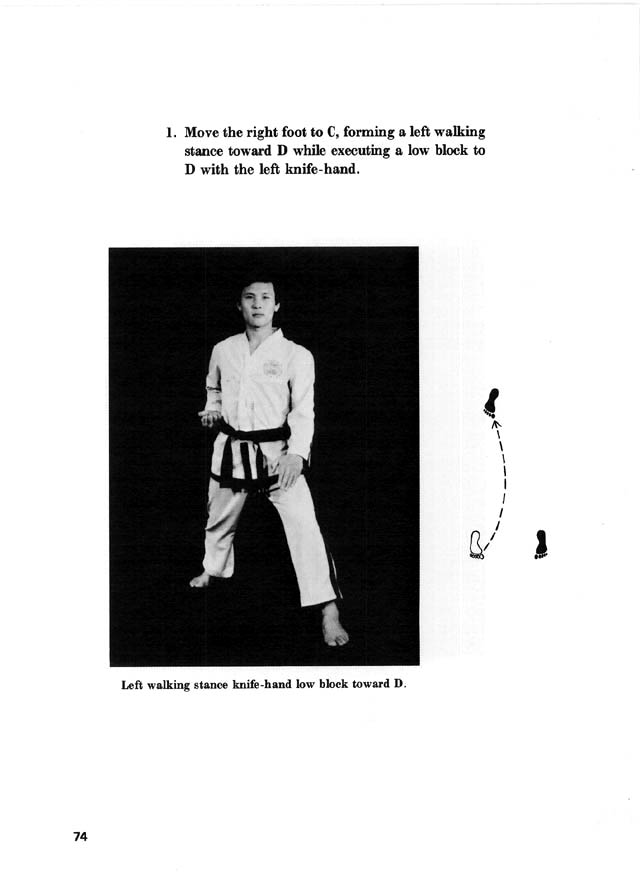 1. Move the right foot to C, forming a left walking
stance toward D while executing a low block to
D with the left knife-hand.
Left walking stance knife-hand low block toward D.
74